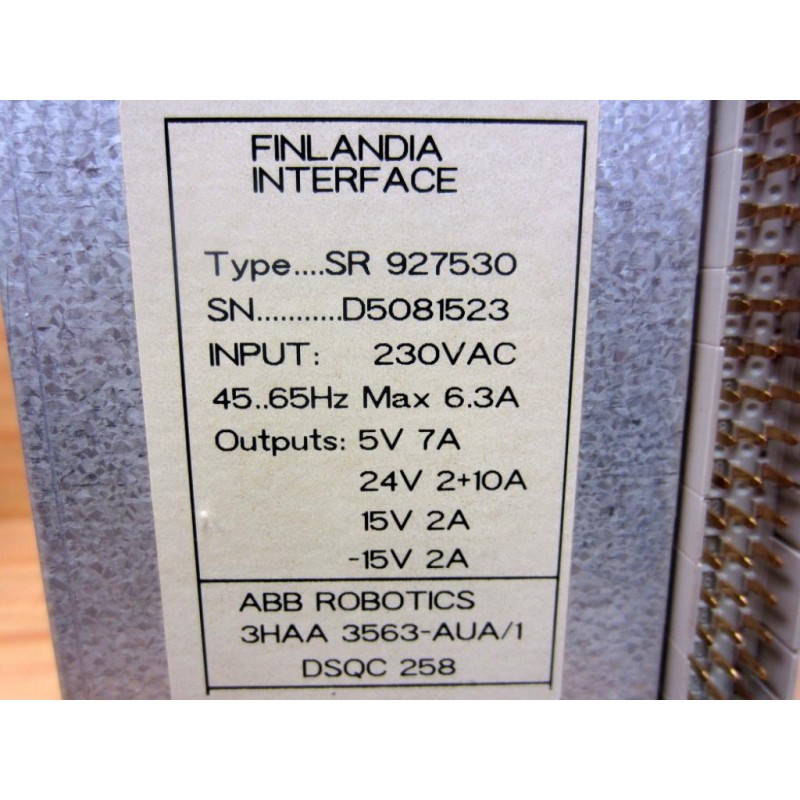 FINLANDIA
INTERFACE
Type....SR 927530
SN...........D5081523
INPUT: 230VAC
45..65Hz Max 6.3A
Outputs: 5V 7A
24V 2+10A
15V 2A
-15V 2A
ABB ROBOTICS
3HAA 3563-AUA/1
DSQC 258